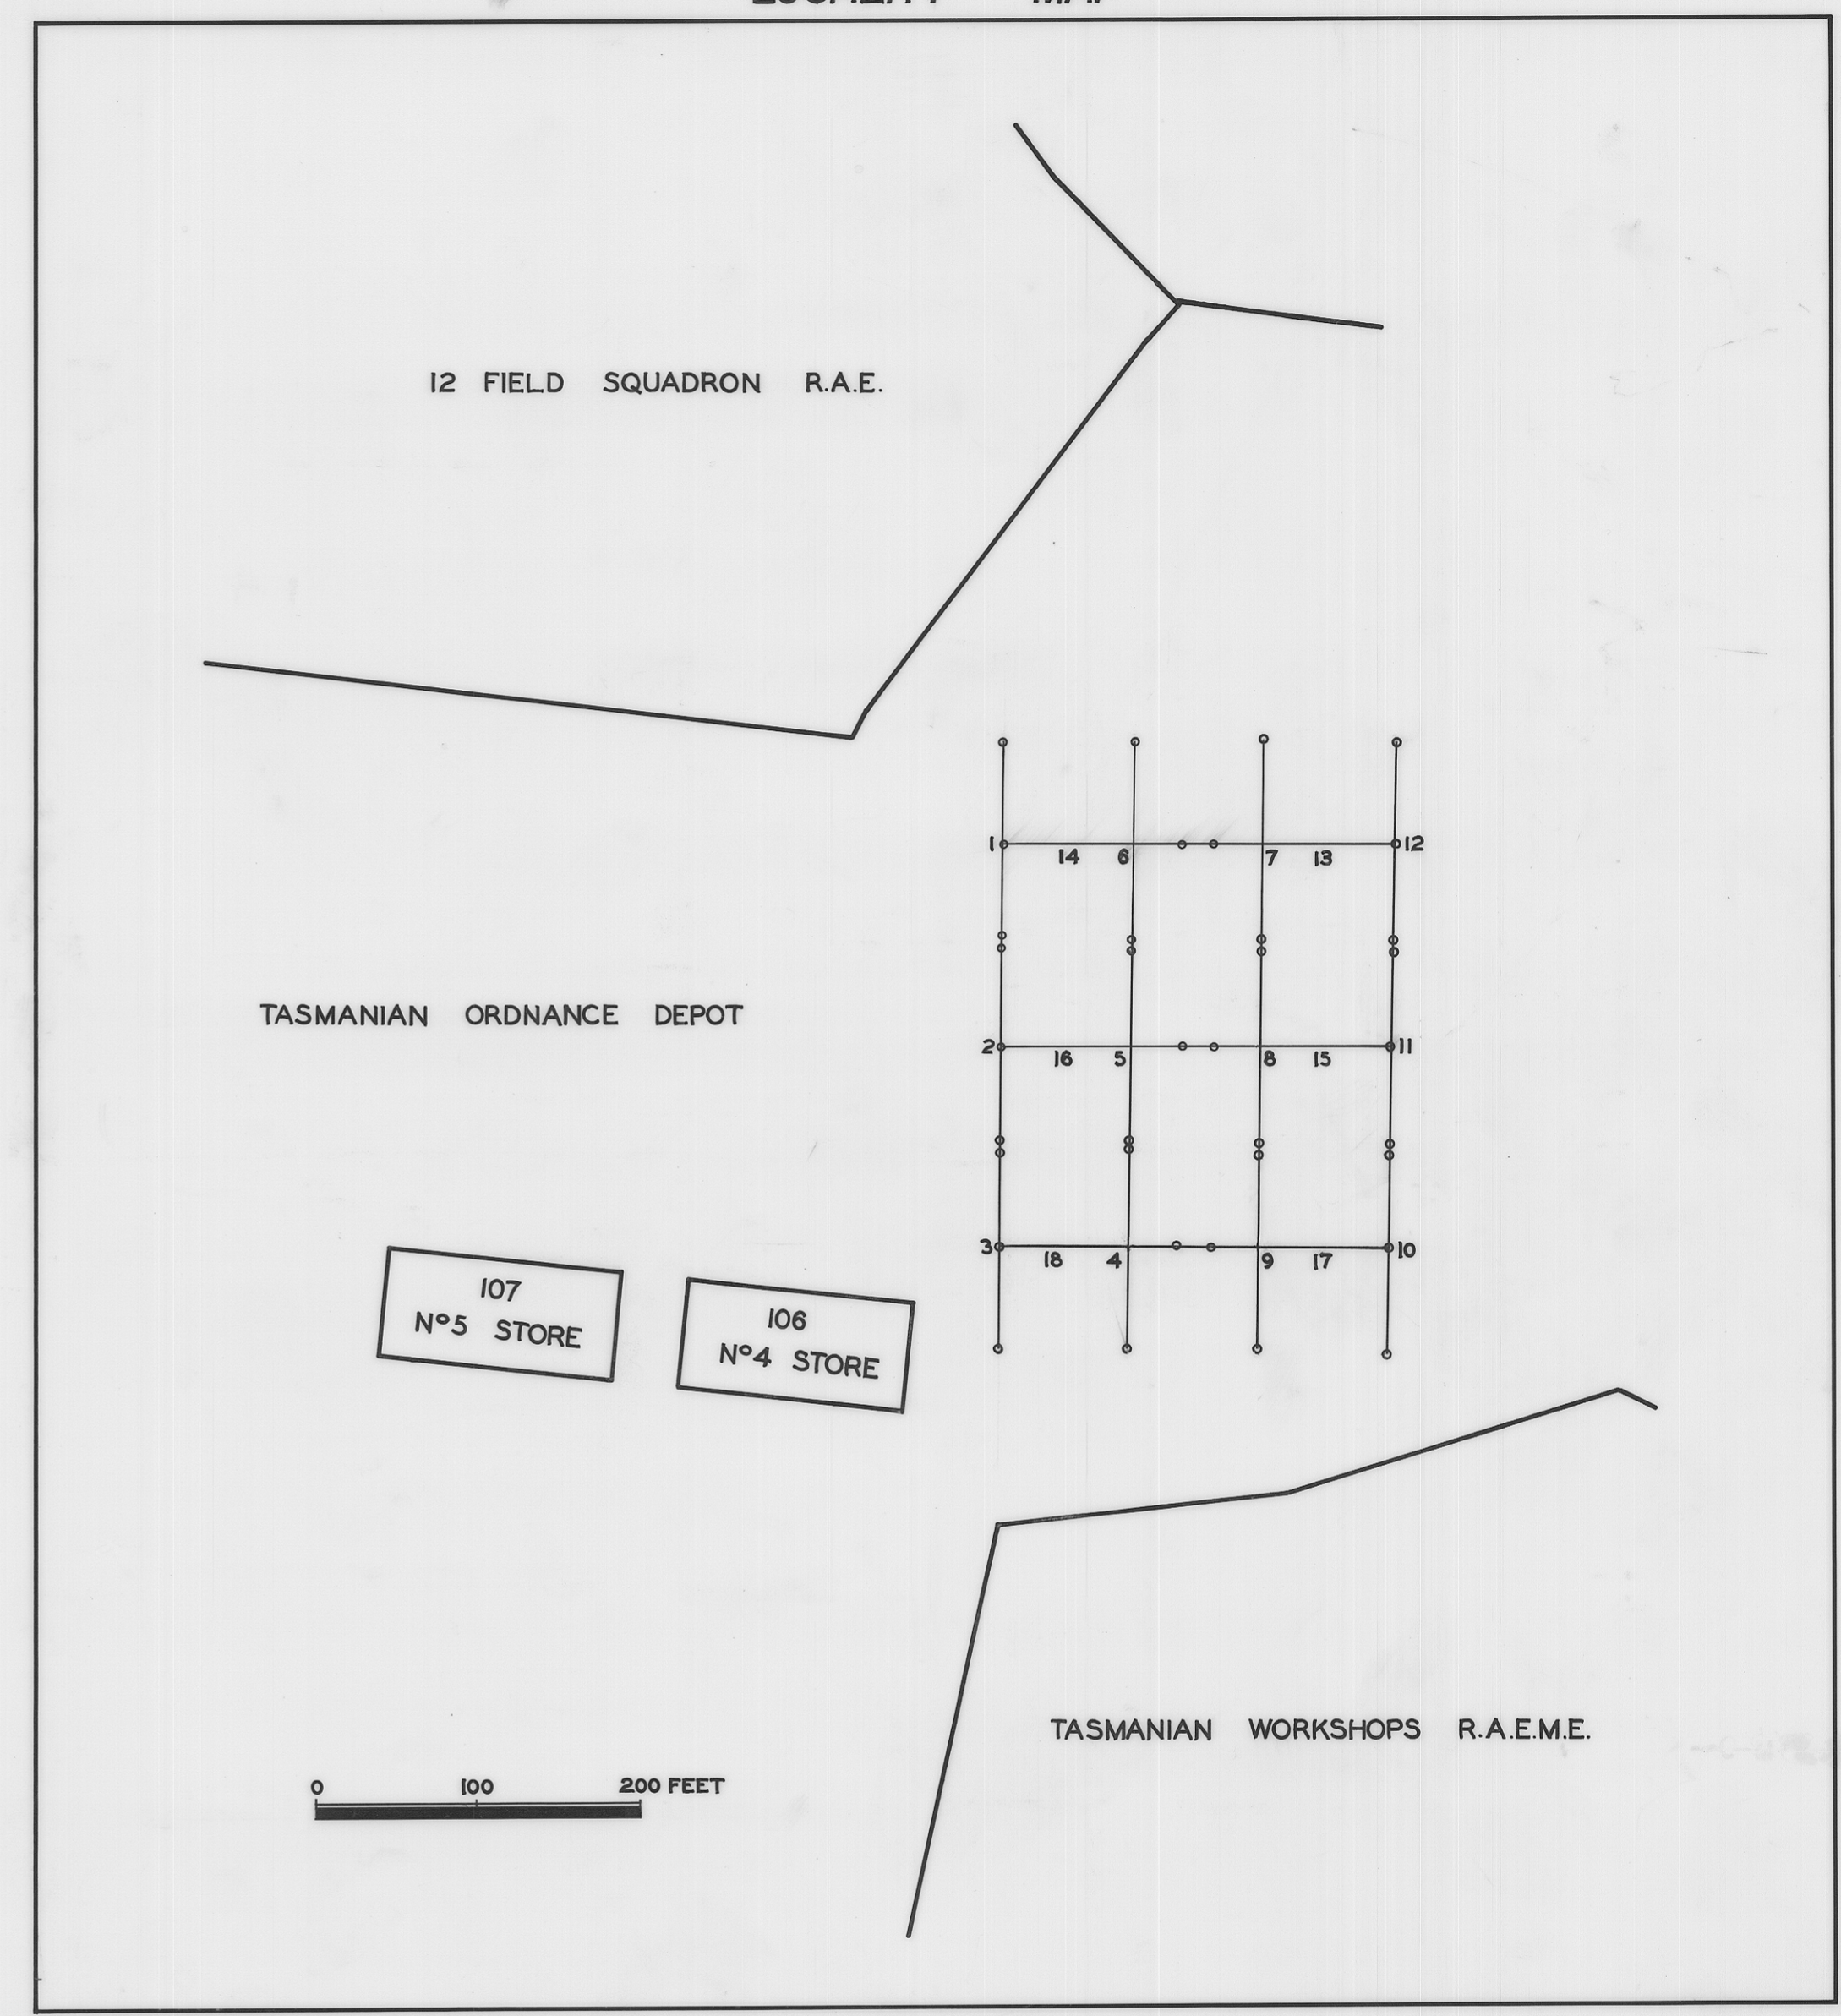 12 FIELD SQUADRON R.A.E.
1 14 6 7 13 12
TASMANIAN ORDNANCE DEPOT
2 16 5 8 15 11
3 18 4 9 17 10
107
Nº5 STORE
106
Nº4 STORE
TASMANIAN WORKSHOPS R.A.E.M.E.
0 100 200 FEET